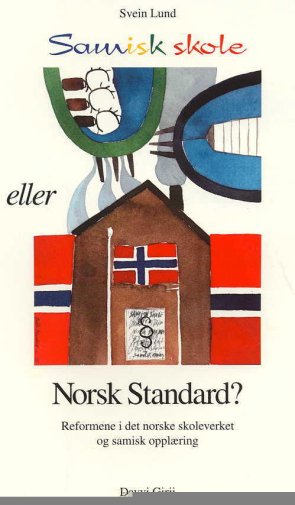 Svein Lund
Samisk skole
eller
§
Norsk Standard?
Reformene i det norske skoleverket
og samisk opplæring